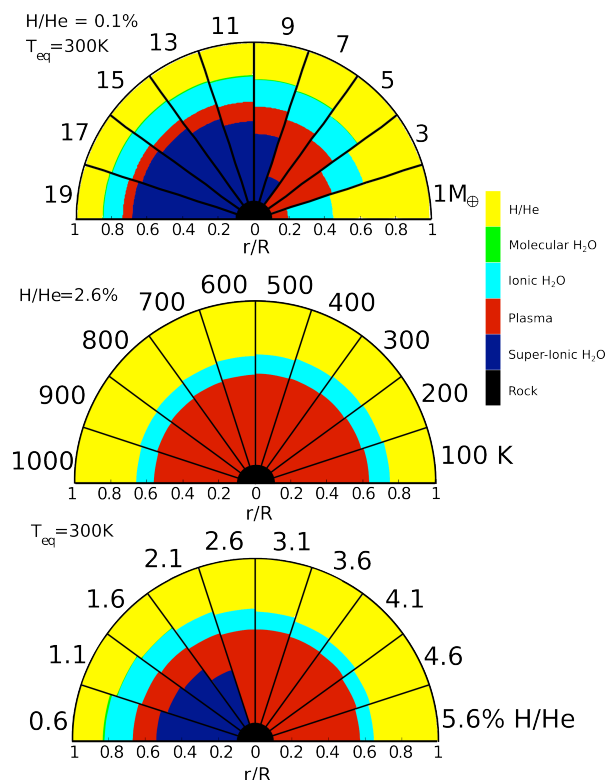 H/He = 0.1%
T_eq=300K
19
17
15
13
11
9
7
5
3
1M⊕
1 0.8 0.6 0.4 0.2 0 0.2 0.4 0.6 0.8 1
r/R
H/He
Molecular H₂O
Ionic H₂O
Plasma
Super-Ionic H₂O
Rock
H/He=2.6%
1000
900
800
700
600
500
400
300
200
100 K
1 0.8 0.6 0.4 0.2 0 0.2 0.4 0.6 0.8 1
r/R
T_eq=300K
0.6
1.1
1.6
2.1
2.6
3.1
3.6
4.1
4.6
5.6% H/He
1 0.8 0.6 0.4 0.2 0 0.2 0.4 0.6 0.8 1
r/R